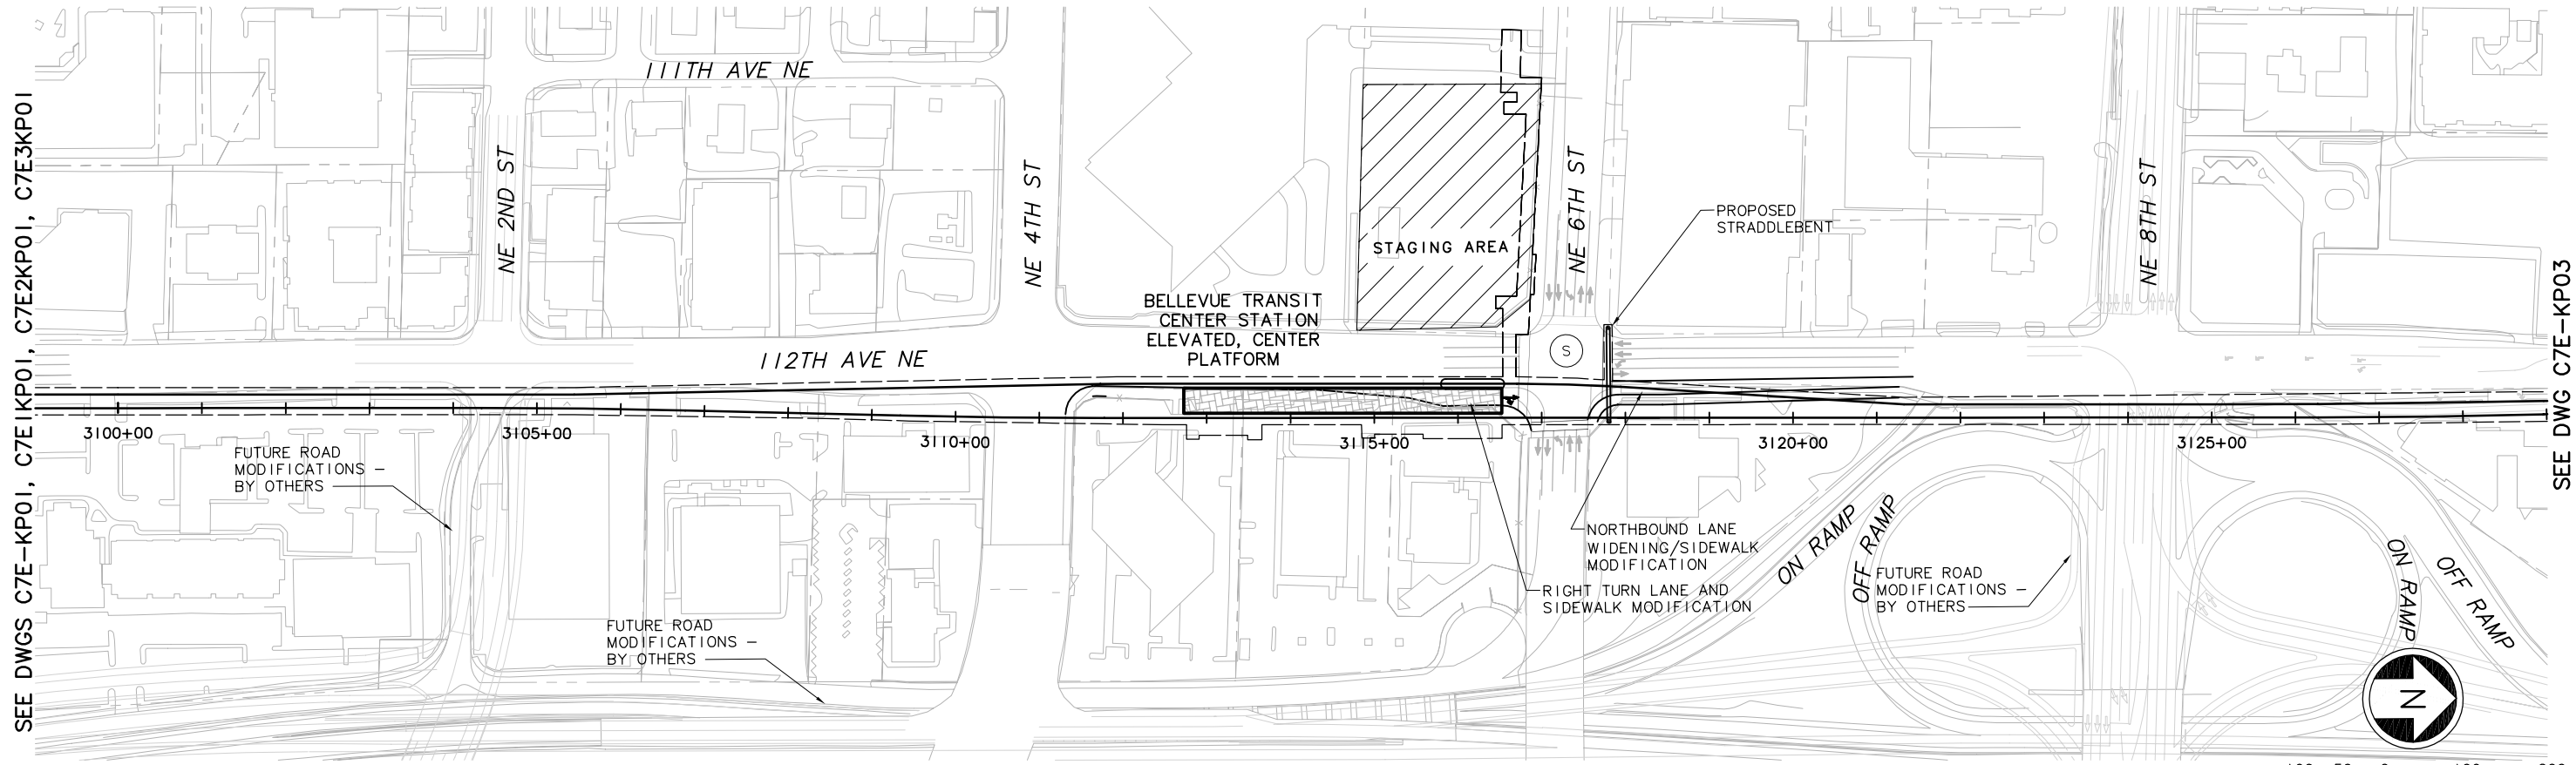 SEE DWGS C7E-KP01, C7E1KP01, C7E2KP01, C7E3KP01
111TH AVE NE
NE 2ND ST
NE 4TH ST
NE 6TH ST
NE 8TH ST
STAGING AREA
PROPOSED
STRADDLEBENT
BELLEVUE TRANSIT
CENTER STATION
ELEVATED, CENTER
PLATFORM
112TH AVE NE
S
3100+00
3105+00
3110+00
3115+00
3120+00
3125+00
FUTURE ROAD
MODIFICATIONS –
BY OTHERS
FUTURE ROAD
MODIFICATIONS –
BY OTHERS
NORTHBOUND LANE
WIDENING/SIDEWALK
MODIFICATION
RIGHT TURN LANE AND
SIDEWALK MODIFICATION
ON RAMP
OFF RAMP
FUTURE ROAD
MODIFICATIONS –
BY OTHERS
ON RAMP
OFF RAMP
N
SEE DWG C7E-KP03